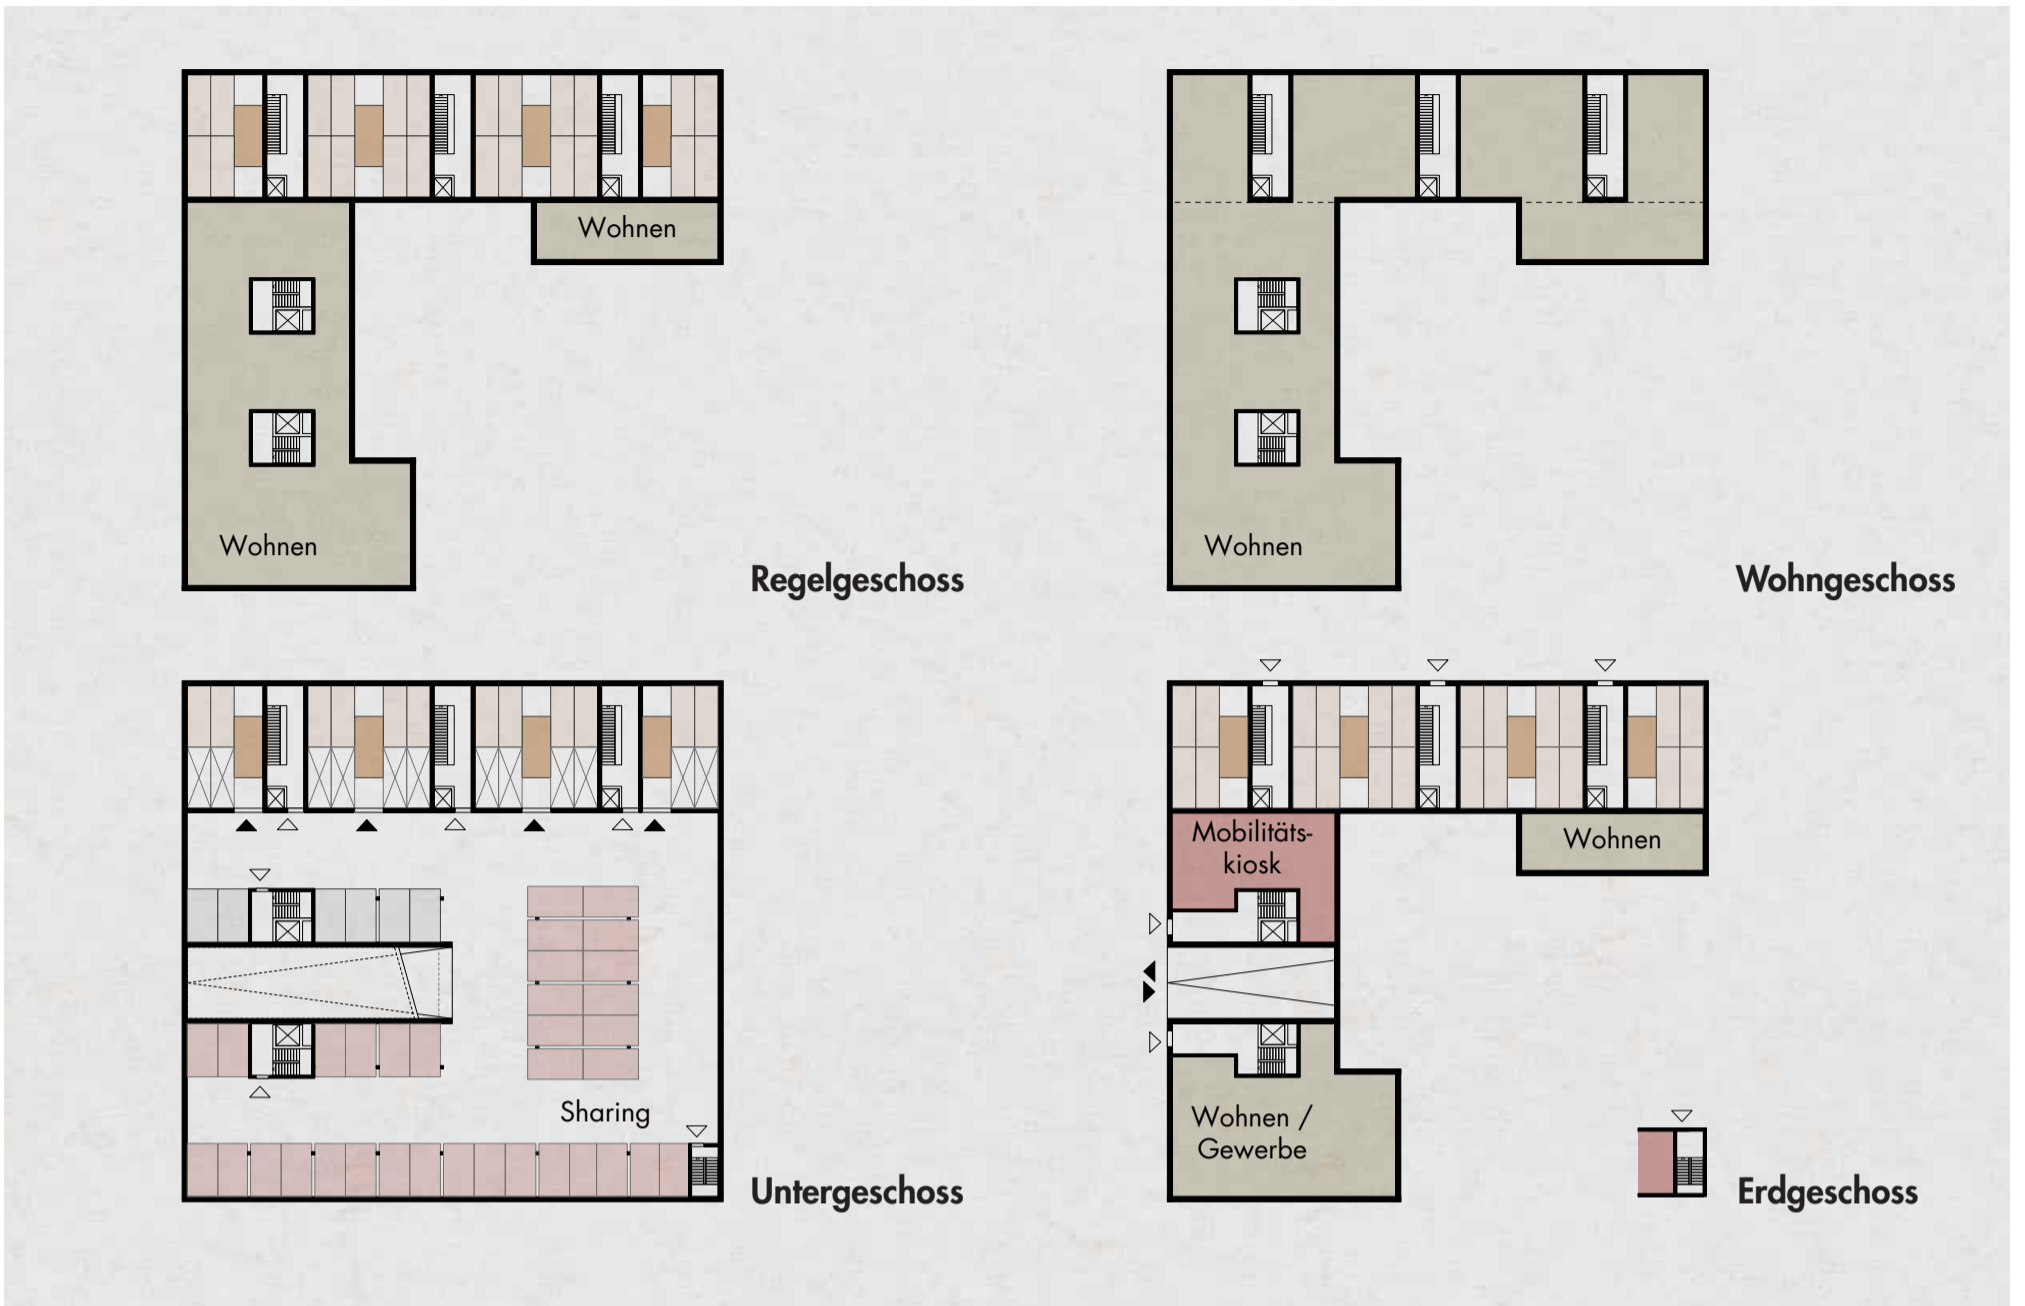 Wohnen
Wohnen
Regelgeschoss
Wohnen
Wohngeschoss
Sharing
Untergeschoss
Mobilitäts-
kiosk
Wohnen
Wohnen /
Gewerbe
Erdgeschoss